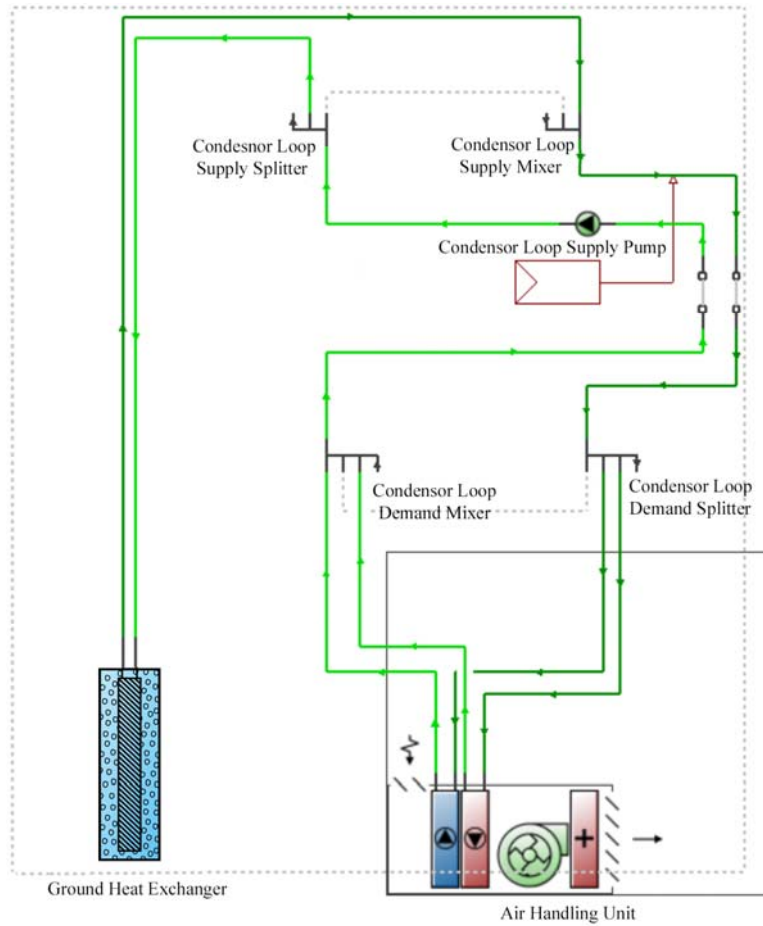 Condesnor Loop
Supply Splitter
Condensor Loop
Supply Mixer
Condensor Loop Supply Pump
Condensor Loop
Demand Mixer
Condensor Loop
Demand Splitter
Ground Heat Exchanger
Air Handling Unit